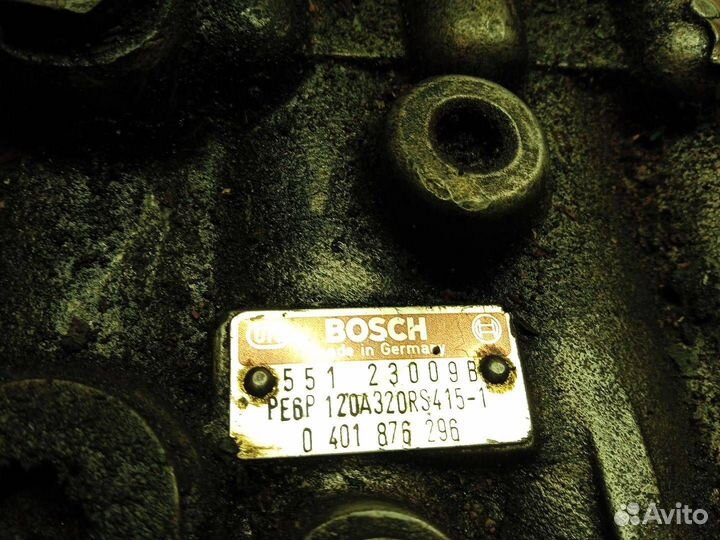 BOSCH
Made in Germany
551 23009B
PE6P 120A320RS415-1
0 401 876 296
Avito